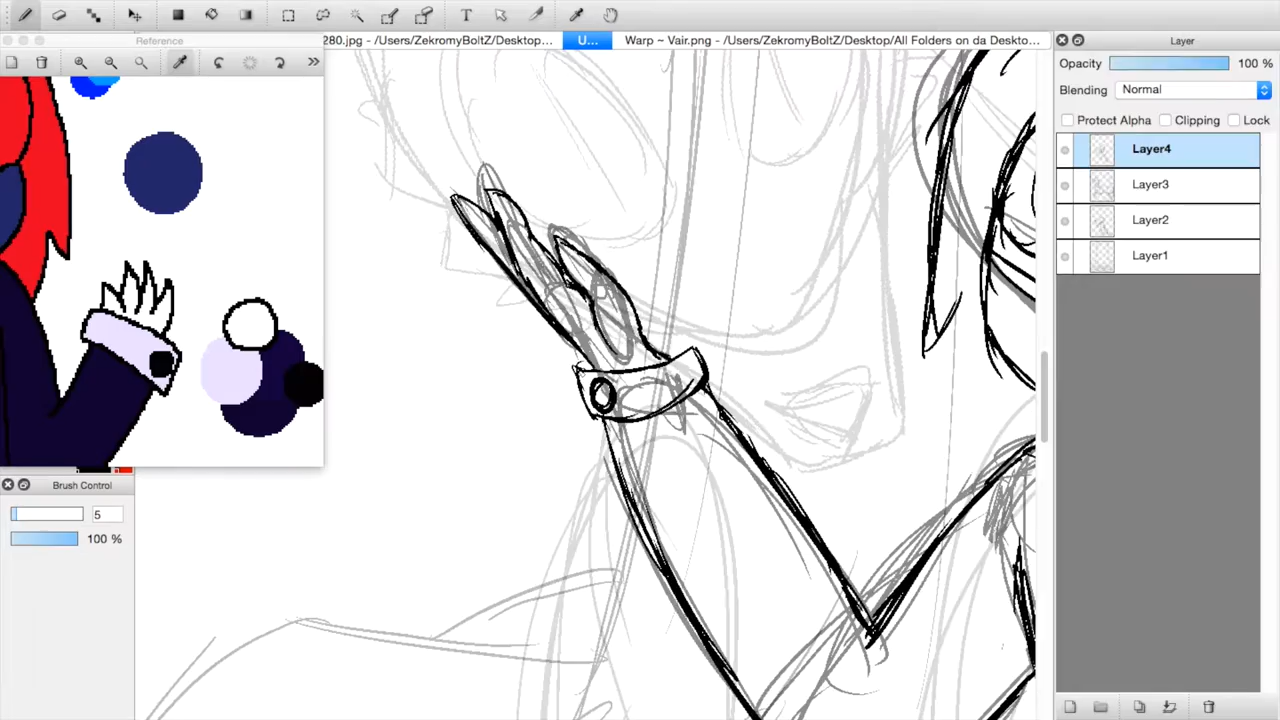 Reference
280.jpg - /Users/ZekromyBoltZ/Desktop...
U...
Warp ~ Vair.png - /Users/ZekromyBoltZ/Desktop/All Folders on da Deskto...
Layer
Opacity 100 %
Blending Normal
Protect Alpha Clipping Lock
Layer4
Layer3
Layer2
Layer1
Brush Control
5
100 %